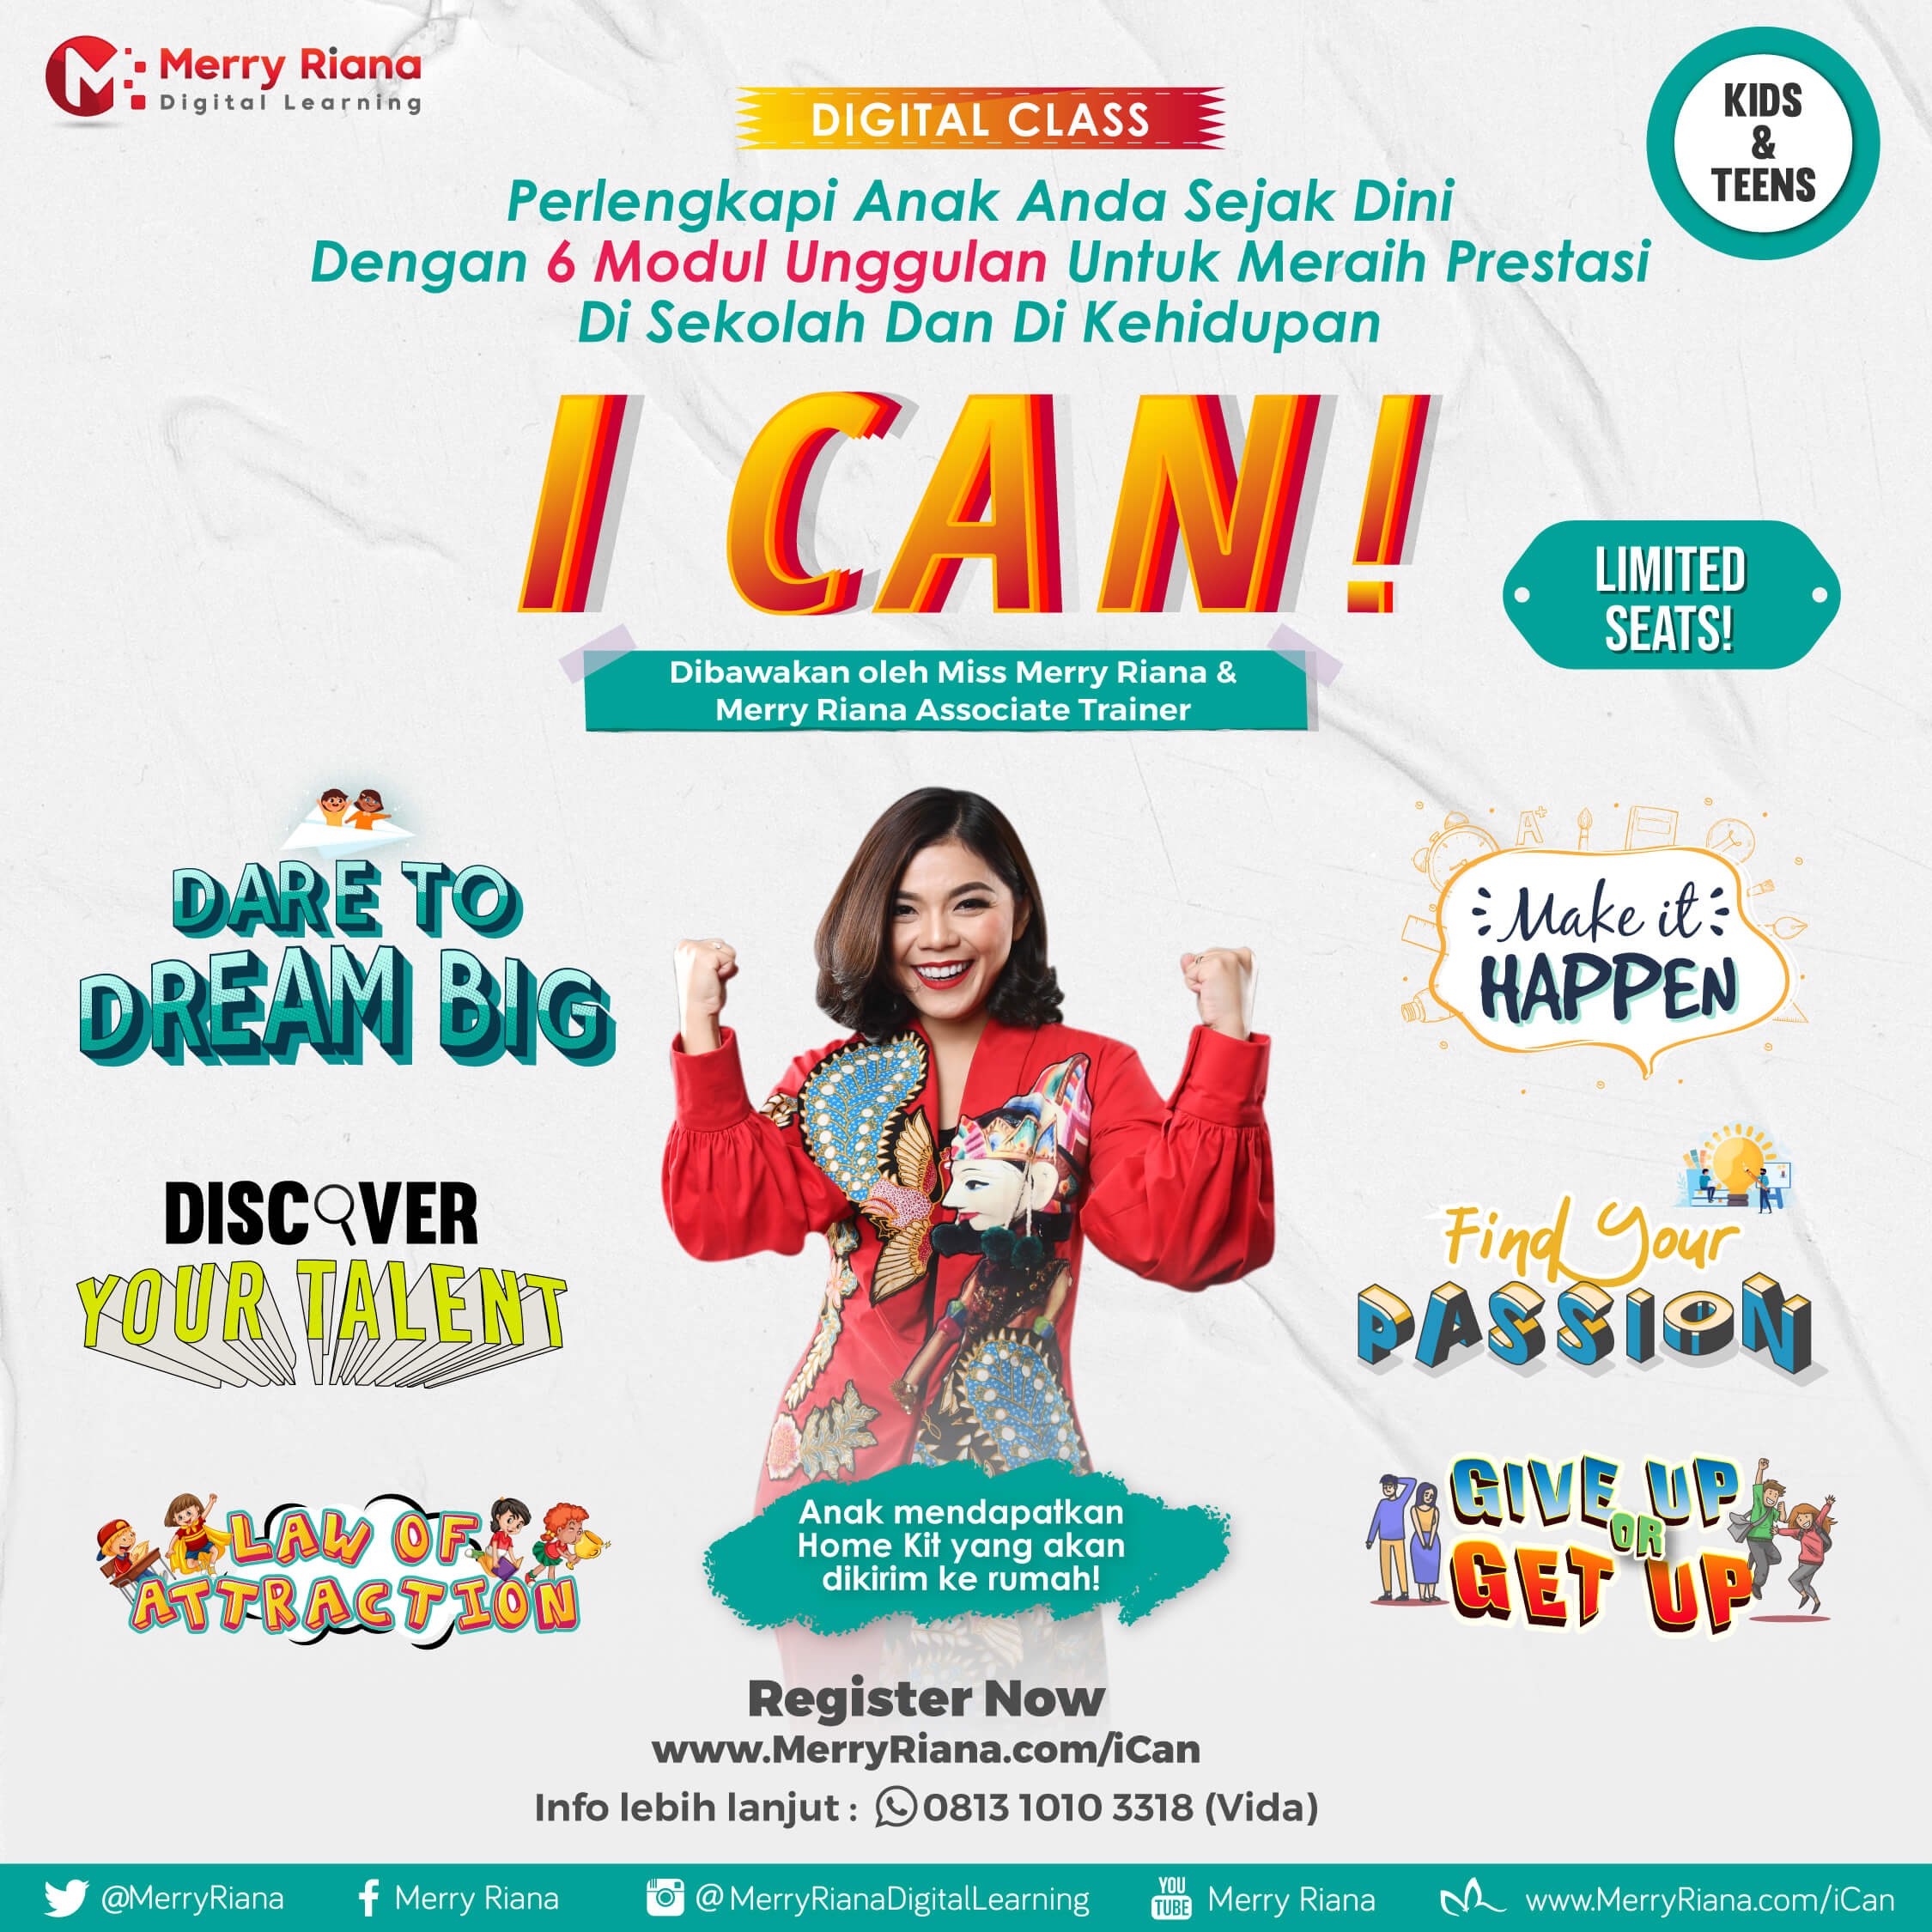 Merry Riana
Digital Learning
DIGITAL CLASS
KIDS
&
TEENS
Perlengkapi Anak Anda Sejak Dini
Dengan 6 Modul Unggulan Untuk Meraih Prestasi
Di Sekolah Dan Di Kehidupan
I CAN!
LIMITED
SEATS!
Dibawakan oleh Miss Merry Riana &
Merry Riana Associate Trainer
DARE TO
DREAM BIG
A+
Make it
HAPPEN
DISCOVER
YOUR TALENT
Find Your
PASSION
LAW OF
ATTRACTION
GIVE UP
OR
GET UP
Anak mendapatkan
Home Kit yang akan
dikirim ke rumah!
Register Now
www.MerryRiana.com/iCan
Info lebih lanjut : 0813 1010 3318 (Vida)
@MerryRiana
Merry Riana
@MerryRianaDigitalLearning
YOU
TUBE
Merry Riana
www.MerryRiana.com/iCan